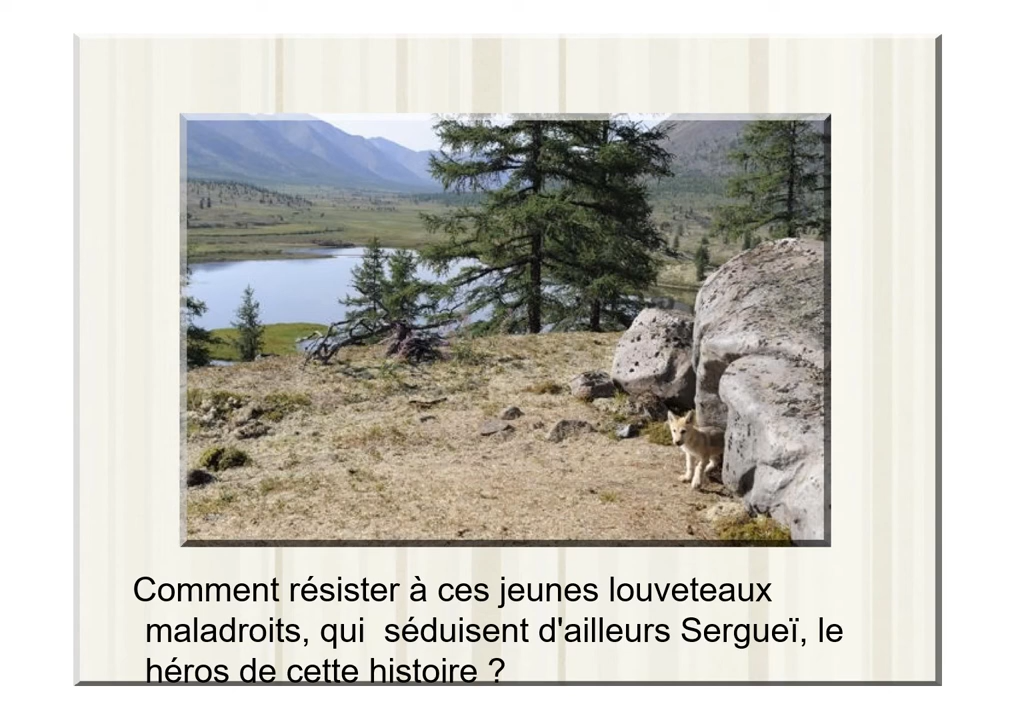 Comment résister à ces jeunes louveteaux
maladroits, qui  séduisent d'ailleurs Sergueï, le
héros de cette histoire ?